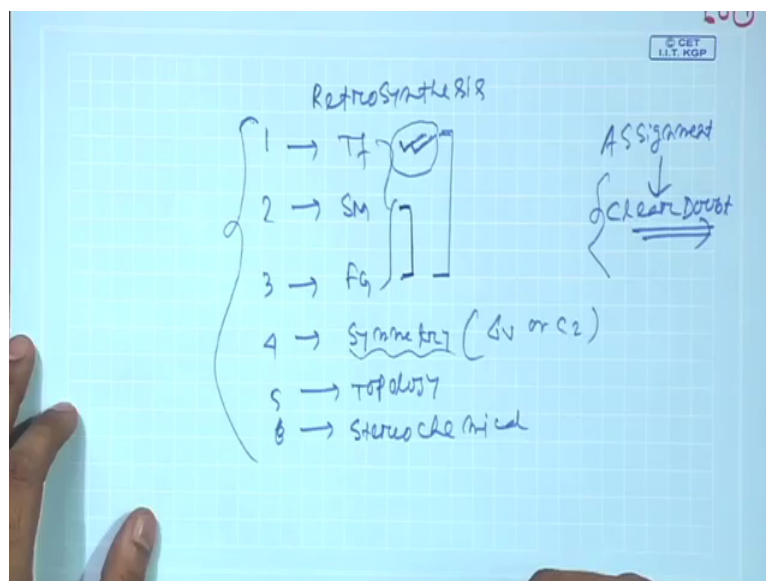 © CET
I.I.T. KGP
Retrosynthesis
1 → Tf
2 → SM
3 → FG
4 → Symmetry (σv or C2)
5 → Topology
6 → Stereochemical
Assignment
Clear Doubt